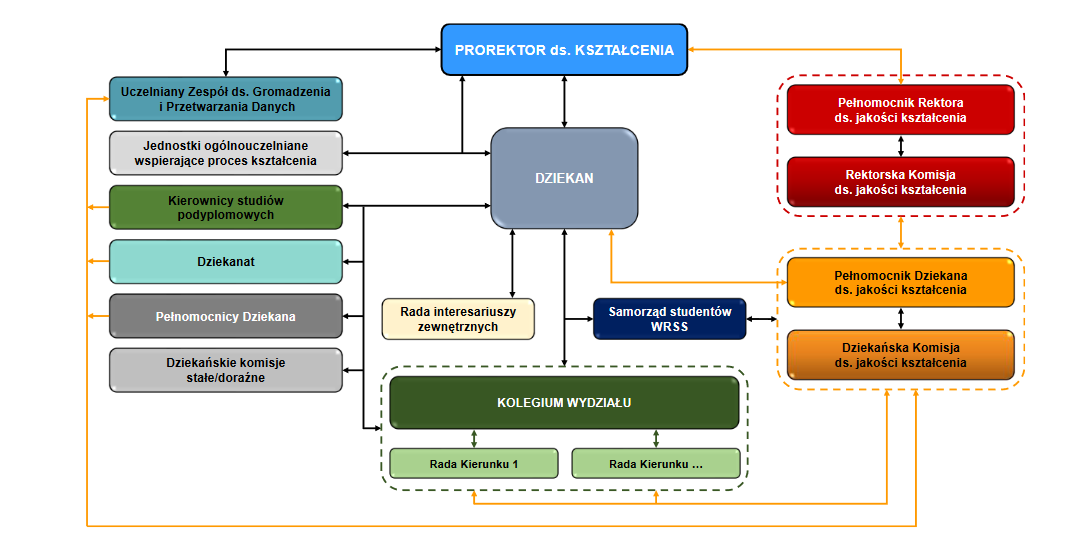 PROREKTOR ds. KSZTAŁCENIA
Uczelniany Zespół ds. Gromadzenia
i Przetwarzania Danych
Jednostki ogólnouczelniane
wspierające proces kształcenia
Kierownicy studiów
podyplomowych
Dziekanat
Pełnomocnicy Dziekana
Dziekańskie komisje
stałe/doraźne
DZIEKAN
Rada interesariuszy
zewnętrznych
Samorząd studentów
WRSS
KOLEGIUM WYDZIAŁU
Rada Kierunku 1
Rada Kierunku ...
Pełnomocnik Rektora
ds. jakości kształcenia
Rektorska Komisja
ds. jakości kształcenia
Pełnomocnik Dziekana
ds. jakości kształcenia
Dziekańska Komisja
ds. jakości kształcenia